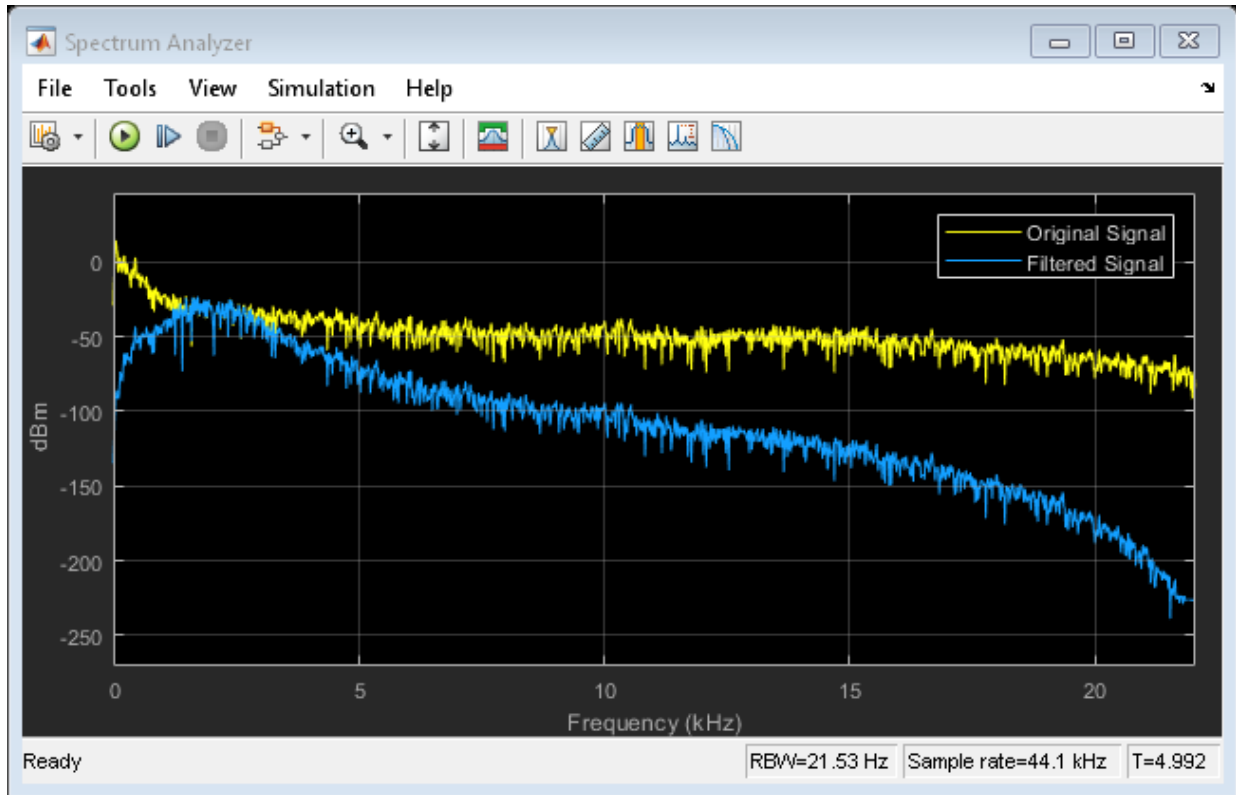 Spectrum Analyzer
File Tools View Simulation Help
Original Signal
Filtered Signal
0
-50
-100
-150
-200
-250
dBm
0 5 10 15 20
Frequency (kHz)
Ready RBW=21.53 Hz Sample rate=44.1 kHz T=4.992